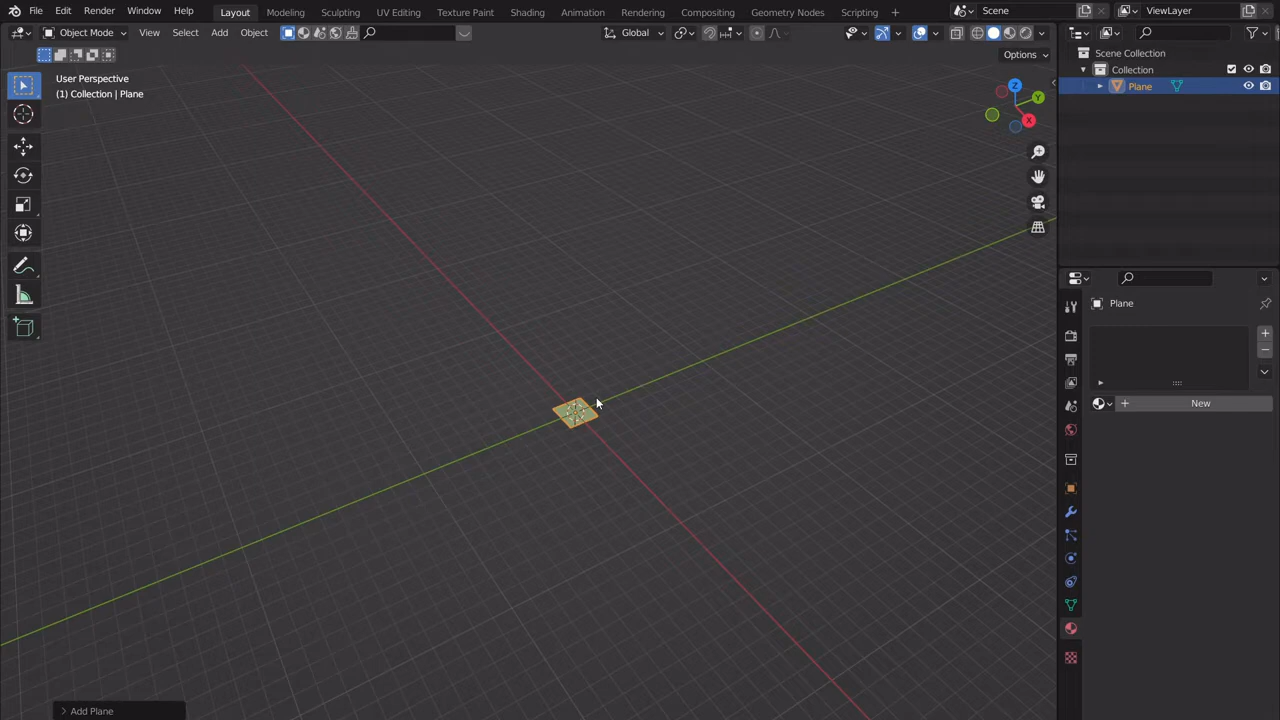 File Edit Render Window Help Layout Modeling Sculpting UV Editing Texture Paint Shading Animation Rendering Compositing Geometry Nodes Scripting + Scene ViewLayer
Object Mode View Select Add Object Global
Options
User Perspective
(1) Collection | Plane
Z
Y
X
Scene Collection
Collection
Plane
Plane
New
Add Plane